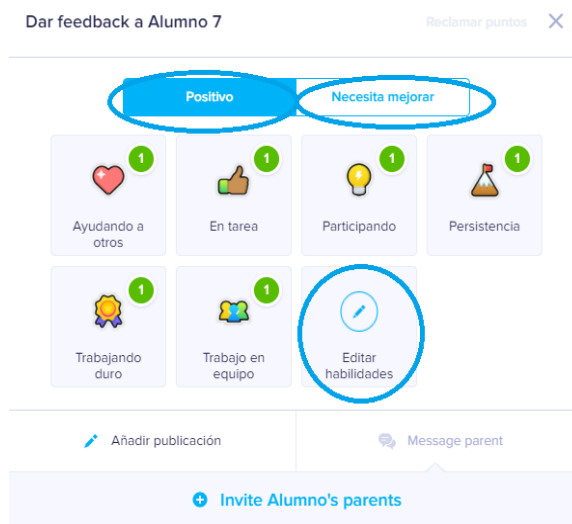 Dar feedback a Alumno 7
Reclamar puntos
Positivo
Necesita mejorar
1
1
1
1
Ayudando a
otros
En tarea
Participando
Persistencia
1
1
Trabajando
duro
Trabajo en
equipo
Editar
habilidades
Añadir publicación
Message parent
Invite Alumno's parents